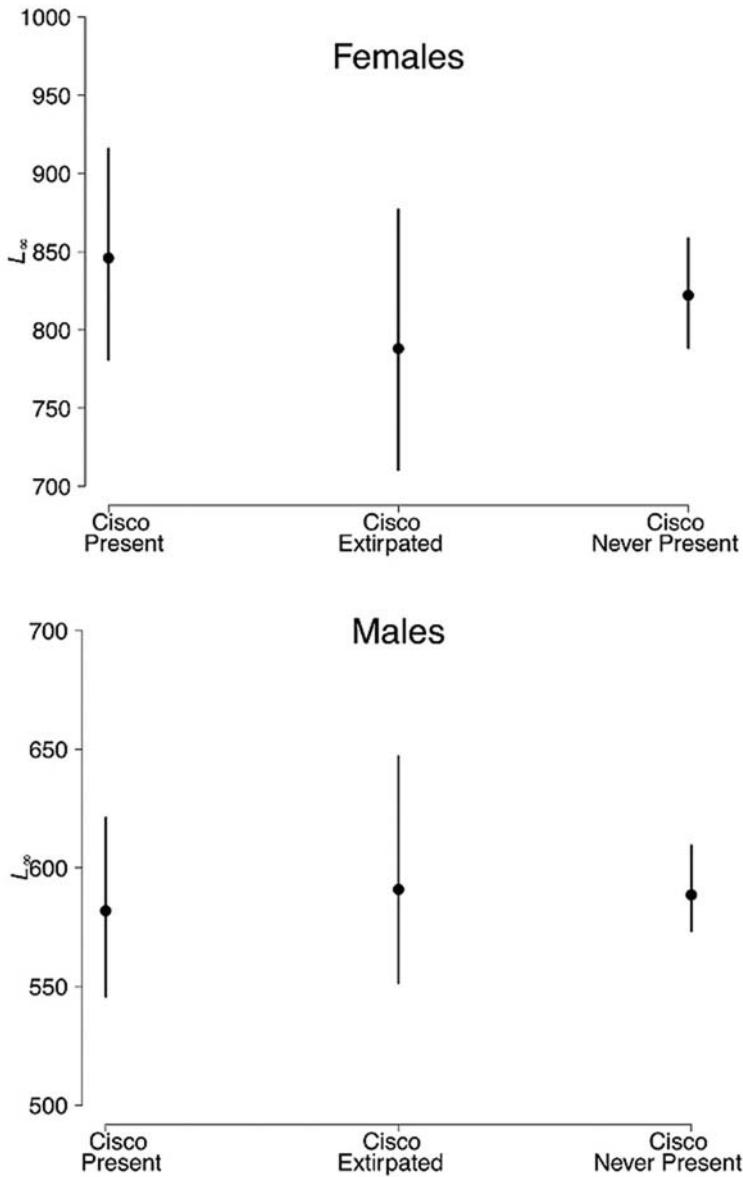 Females
1000
950
900
850
800
750
700
L∞
Cisco
Present
Cisco
Extirpated
Cisco
Never Present
Males
700
650
600
550
500
L∞
Cisco
Present
Cisco
Extirpated
Cisco
Never Present